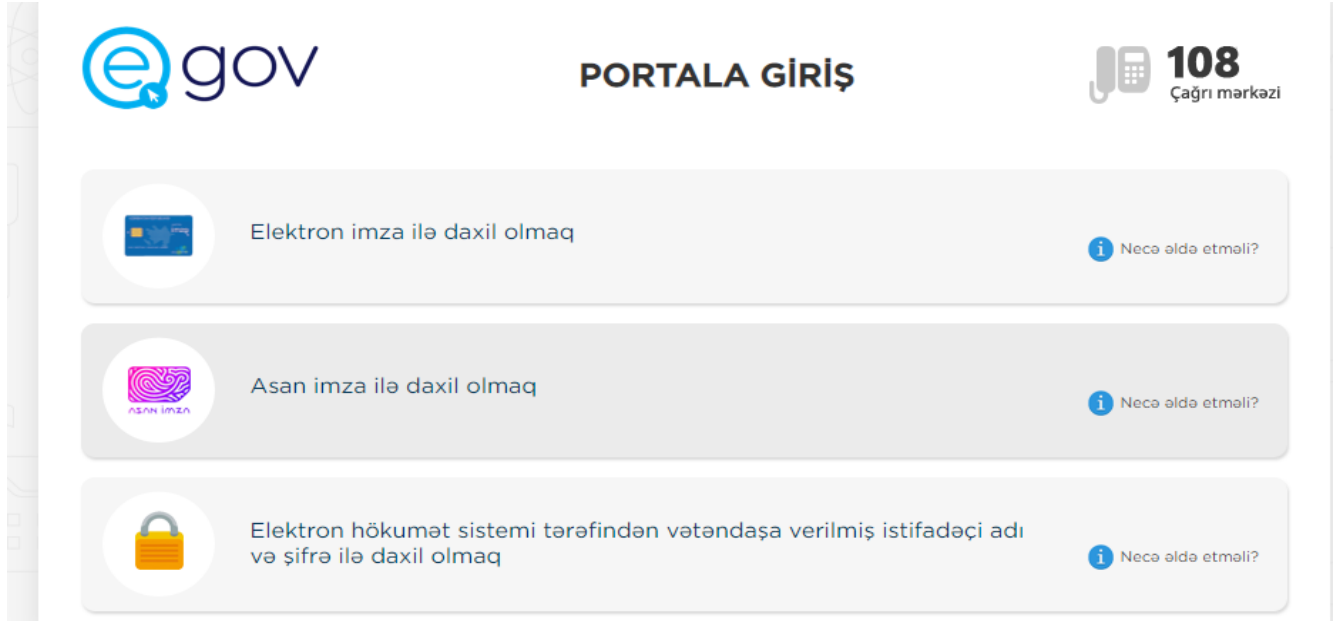 egov
PORTALA GİRİŞ
108
Çağrı mərkəzi
Elektron imza ilə daxil olmaq
Necə əldə etməli?
ASAN İMZA
Asan imza ilə daxil olmaq
Necə əldə etməli?
Elektron hökumət sistemi tərəfindən vətəndaşa verilmiş istifadəçi adı
və şifrə ilə daxil olmaq
Necə əldə etməli?